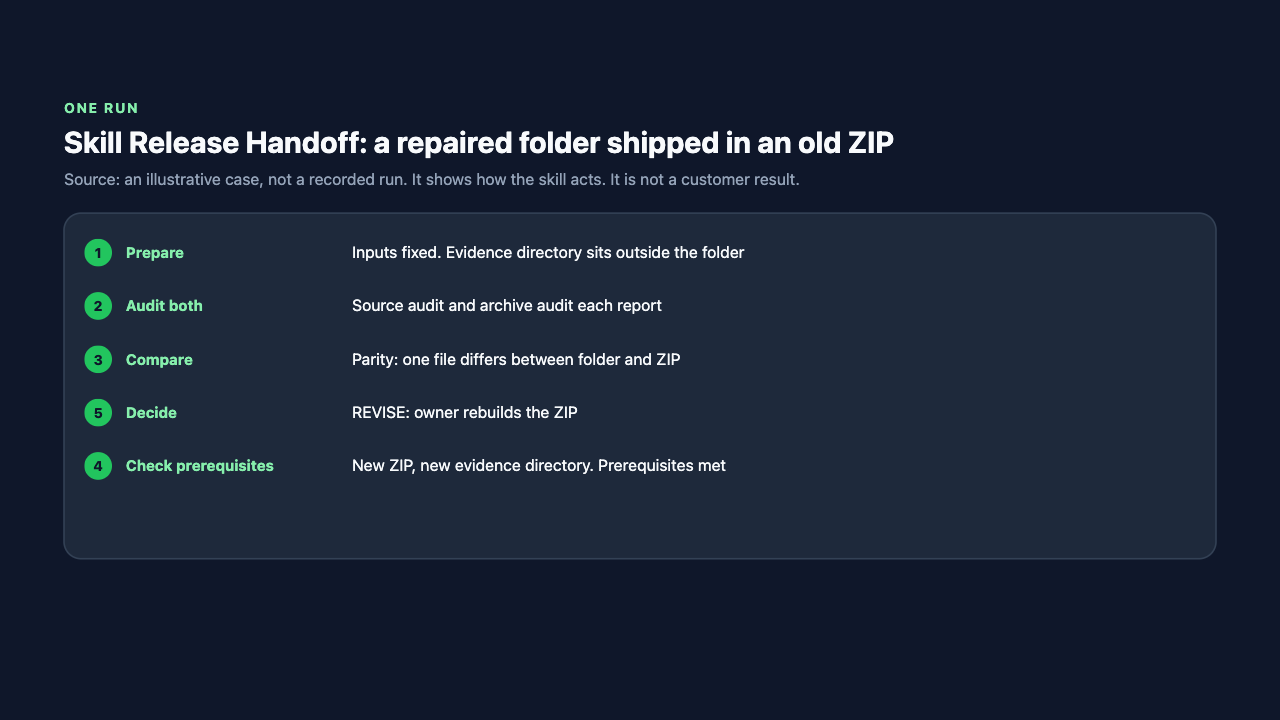 ONE RUN
Skill Release Handoff: a repaired folder shipped in an old ZIP
Source: an illustrative case, not a recorded run. It shows how the skill acts. It is not a customer result.
1 Prepare Inputs fixed. Evidence directory sits outside the folder
2 Audit both Source audit and archive audit each report
3 Compare Parity: one file differs between folder and ZIP
5 Decide REVISE: owner rebuilds the ZIP
4 Check prerequisites New ZIP, new evidence directory. Prerequisites met